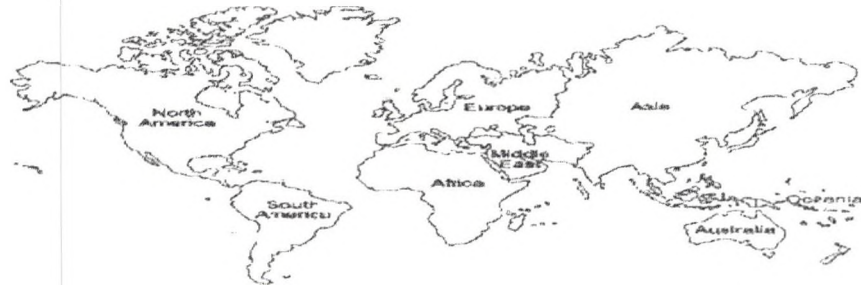 North
America
Europe
Asia
Middle
East
Africa
South
America
Oceania
Australia